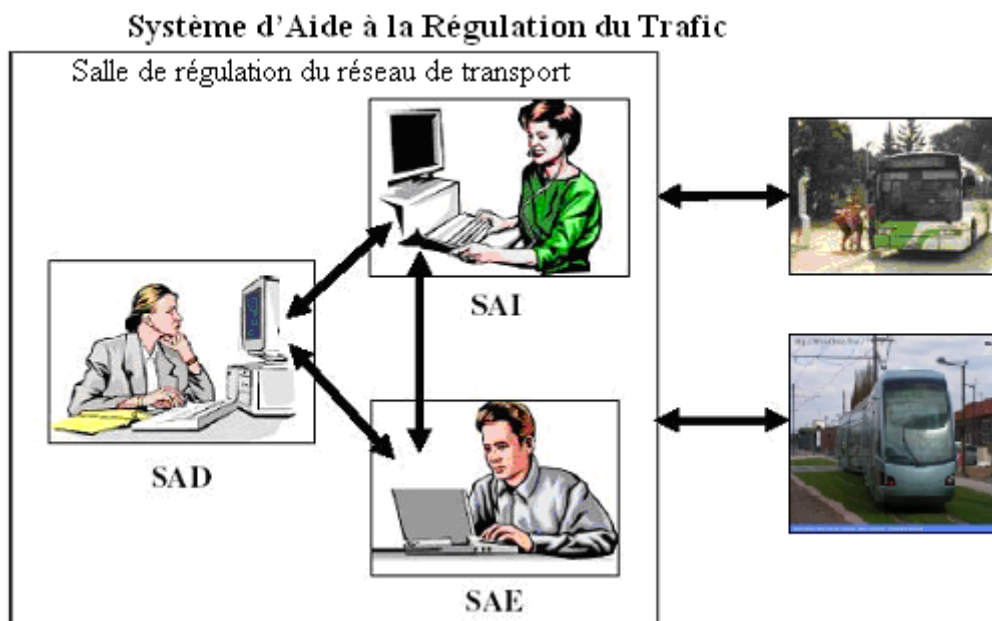 Système d'Aide à la Régulation du Trafic
Salle de régulation du réseau de transport
SAI
SAD
SAE